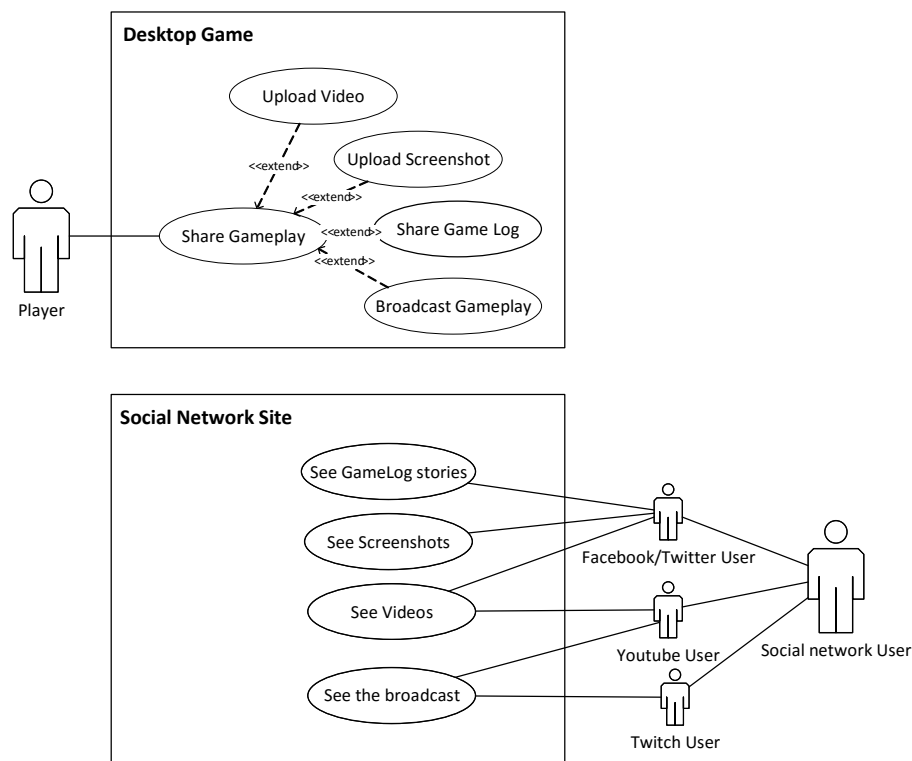 Desktop Game
Upload Video
<<extend>>
Upload Screenshot
<<extend>>
Share Gameplay
<<extend>>
Share Game Log
<<extend>>
Broadcast Gameplay
Player
Social Network Site
See GameLog stories
See Screenshots
Facebook/Twitter User
See Videos
Youtube User
Social network User
See the broadcast
Twitch User